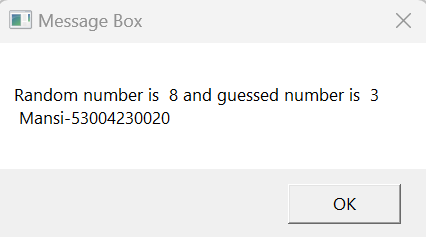 Message Box
Random number is  8 and guessed number is  3
Mansi-53004230020
OK